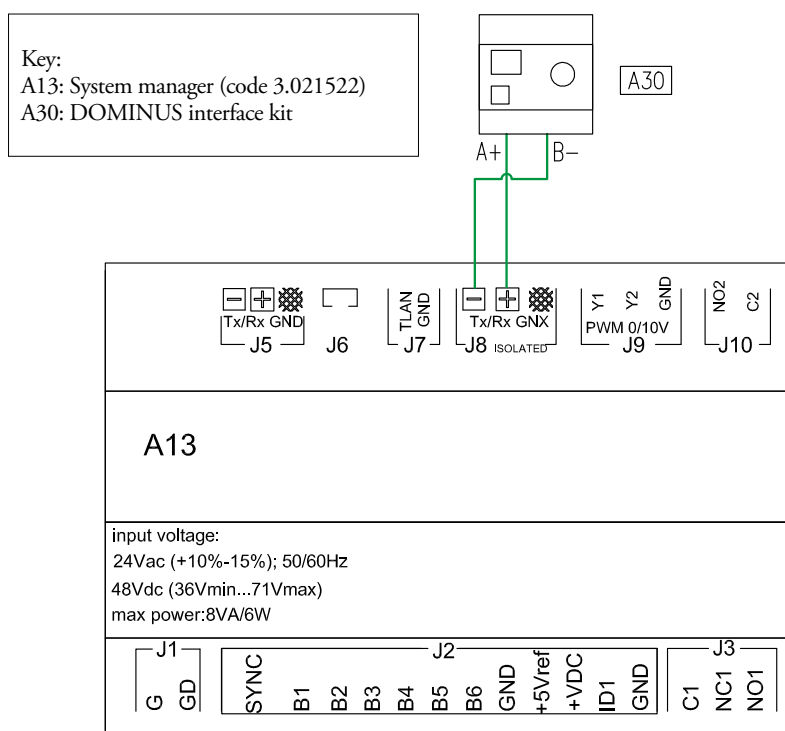 Key:
A13: System manager (code 3.021522)
A30: DOMINUS interface kit
A30
A+ B-
- + - +
Tx/Rx GND TLAN GND Tx/Rx GNX Y1 Y2 GND NO2 C2
PWM 0/10V
J5 J6 J7 J8 ISOLATED J9 J10
A13
input voltage:
24Vac (+10%-15%); 50/60Hz
48Vdc (36Vmin...71Vmax)
max power:8VA/6W
J1 J2 J3
G GD SYNC B1 B2 B3 B4 B5 B6 GND +5Vref +VDC ID1 GND C1 NC1 NO1